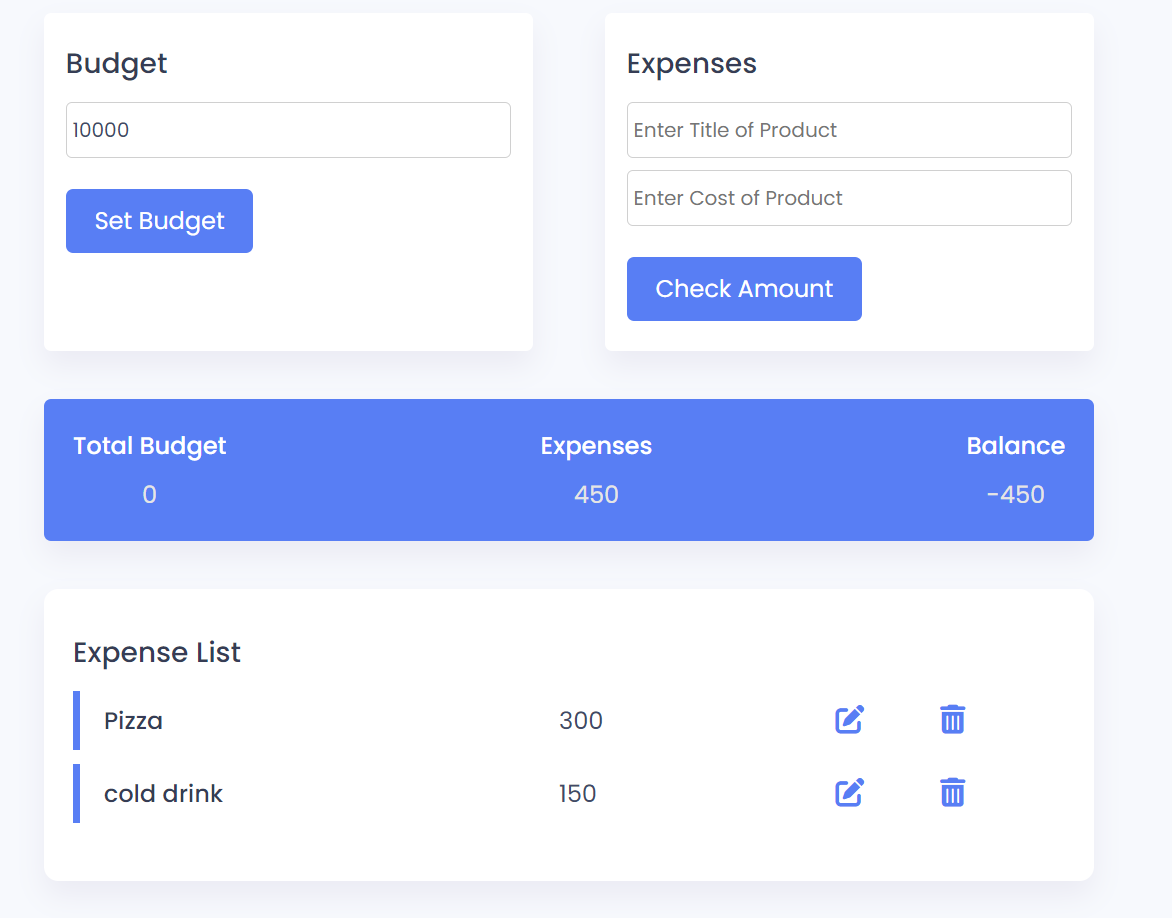 Budget
10000
Set Budget
Expenses
Enter Title of Product
Enter Cost of Product
Check Amount
Total Budget Expenses Balance
0 450 -450
Expense List
Pizza 300
cold drink 150